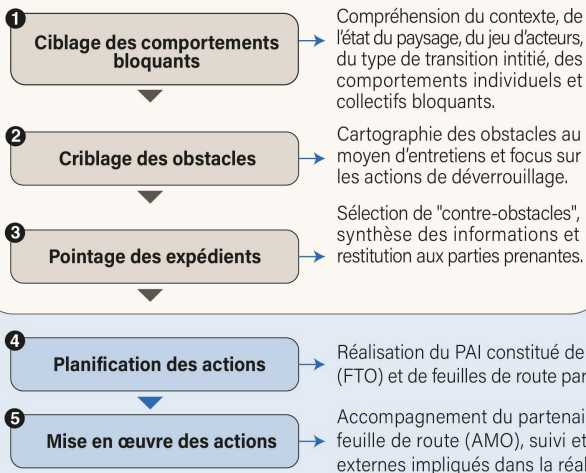 1
Ciblage des comportements
bloquants
Compréhension du contexte, de
l'état du paysage, du jeu d'acteurs,
du type de transition intitié, des
comportements individuels et
collectifs bloquants.
2
Criblage des obstacles
Cartographie des obstacles au
moyen d'entretiens et focus sur
les actions de déverrouillage.
3
Pointage des expédients
Sélection de "contre-obstacles",
synthèse des informations et
restitution aux parties prenantes.
4
Planification des actions
Réalisation du PAI constitué de
(FTO) et de feuilles de route par
5
Mise en œuvre des actions
Accompagnement du partenai
feuille de route (AMO), suivi et
externes impliqués dans la réal